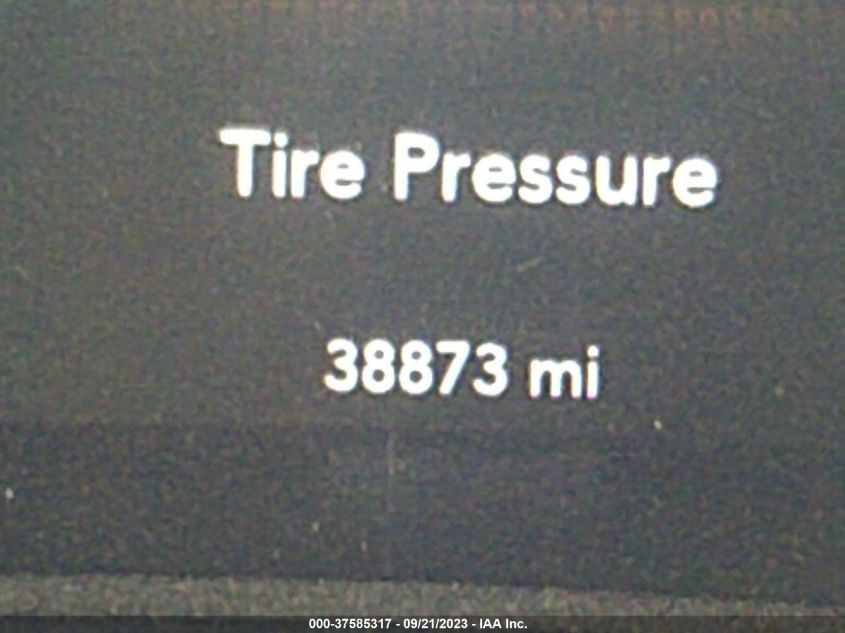 Tire Pressure
38873 mi
000-37585317 - 09/21/2023 - IAA Inc.